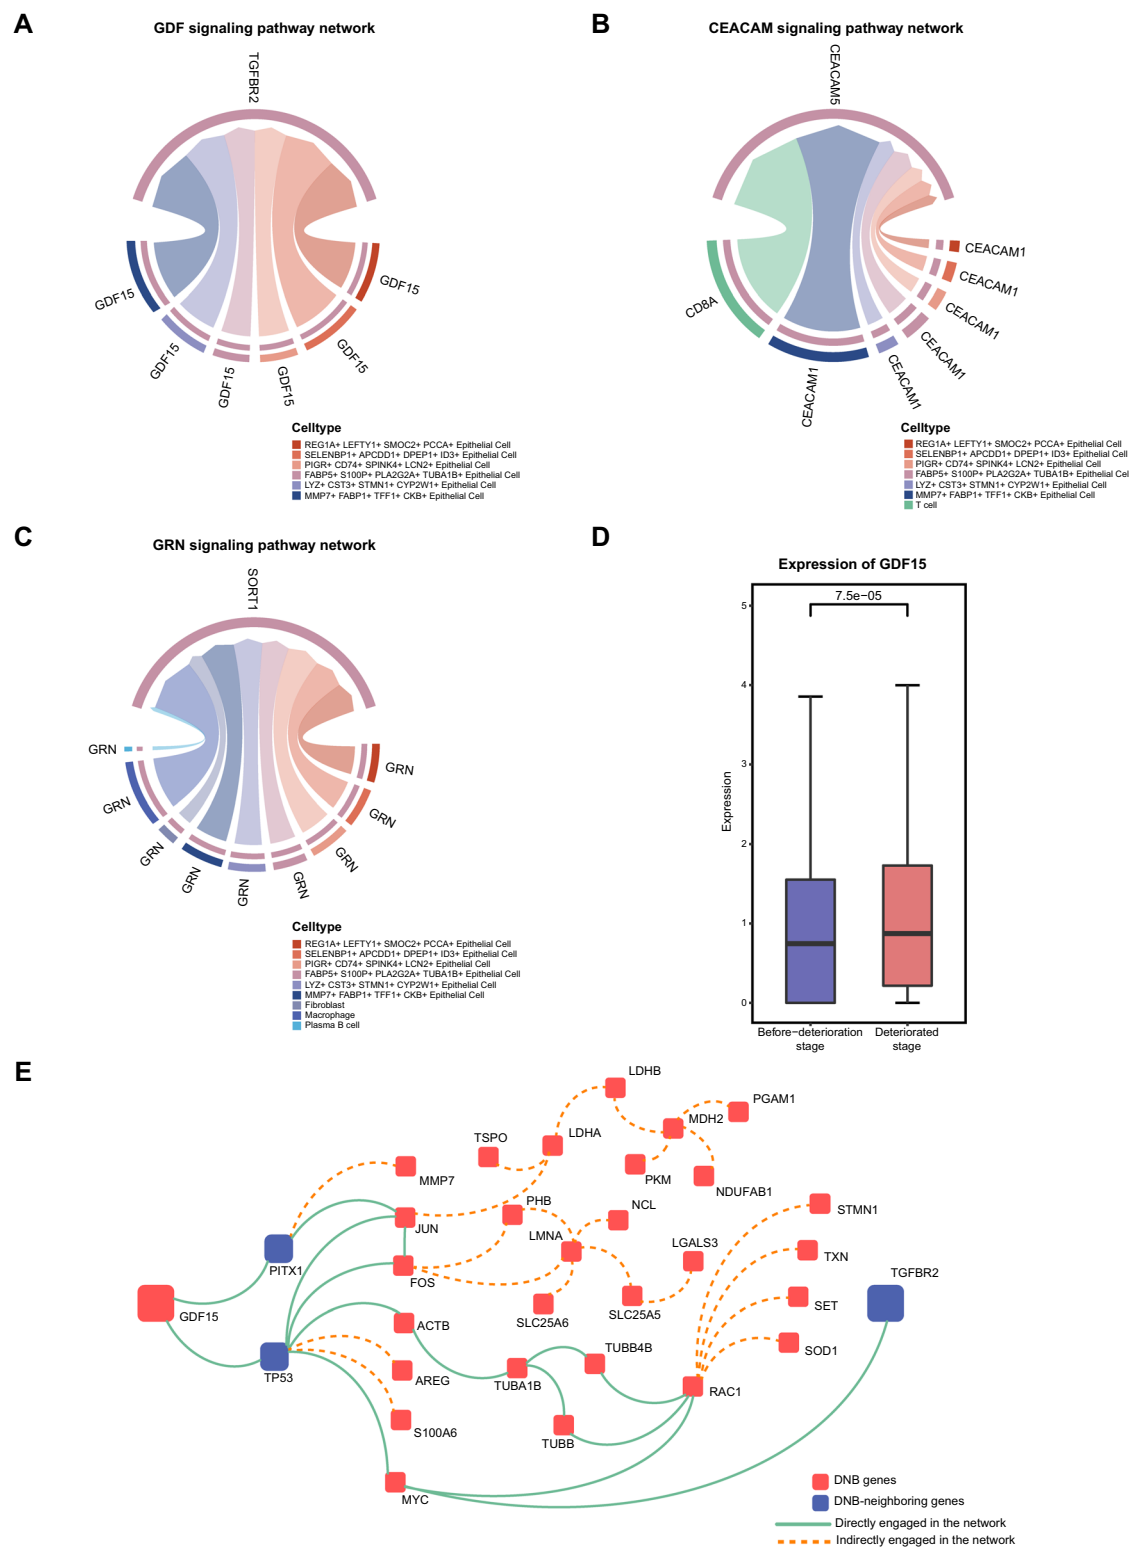 A
GDF signaling pathway network
TGFBR2
GDF15
GDF15
GDF15
GDF15
GDF15
GDF15
Celltype
REG1A+ LEFTY1+ SMOC2+ PCCA+ Epithelial Cell
SELENBP1+ APCDD1+ DPEP1+ ID3+ Epithelial Cell
PIGR+ CD74+ SPINK4+ LCN2+ Epithelial Cell
FABP5+ S100P+ PLA2G2A+ TUBA1B+ Epithelial Cell
LYZ+ CST3+ STMN1+ CYP2W1+ Epithelial Cell
MMP7+ FABP1+ TFF1+ CKB+ Epithelial Cell
B
CEACAM signaling pathway network
CEACAM5
CD8A
CEACAM1
CEACAM1
CEACAM1
CEACAM1
CEACAM1
CEACAM1
Celltype
REG1A+ LEFTY1+ SMOC2+ PCCA+ Epithelial Cell
SELENBP1+ APCDD1+ DPEP1+ ID3+ Epithelial Cell
PIGR+ CD74+ SPINK4+ LCN2+ Epithelial Cell
FABP5+ S100P+ PLA2G2A+ TUBA1B+ Epithelial Cell
LYZ+ CST3+ STMN1+ CYP2W1+ Epithelial Cell
MMP7+ FABP1+ TFF1+ CKB+ Epithelial Cell
T cell
C
GRN signaling pathway network
SORT1
GRN
GRN
GRN
GRN
GRN
GRN
GRN
GRN
GRN
Celltype
REG1A+ LEFTY1+ SMOC2+ PCCA+ Epithelial Cell
SELENBP1+ APCDD1+ DPEP1+ ID3+ Epithelial Cell
PIGR+ CD74+ SPINK4+ LCN2+ Epithelial Cell
FABP5+ S100P+ PLA2G2A+ TUBA1B+ Epithelial Cell
LYZ+ CST3+ STMN1+ CYP2W1+ Epithelial Cell
MMP7+ FABP1+ TFF1+ CKB+ Epithelial Cell
Fibroblast
Macrophage
Plasma B cell
D
Expression of GDF15
7.5e−05
5
4
3
2
1
0
Expression
Before−deterioration
stage
Deteriorated
stage
E
LDHB
PGAM1
MDH2
LDHA
TSPO
MMP7
PKM
NDUFAB1
PHB
NCL
STMN1
JUN
LMNA
LGALS3
TXN
PITX1
FOS
TGFBR2
GDF15
SLC25A6
SLC25A5
SET
ACTB
TUBB4B
SOD1
TP53
AREG
TUBA1B
RAC1
S100A6
TUBB
MYC
DNB genes
DNB-neighboring genes
Directly engaged in the network
Indirectly engaged in the network